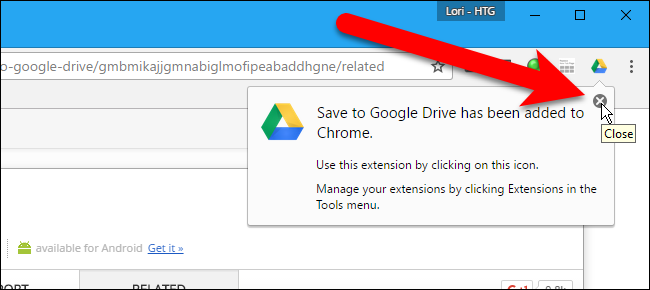 Lori - HTG
o-google-drive/gmbmikajjgmnabiglmofipeabaddhgne/related
Save to Google Drive has been added to
Chrome.
Close
Use this extension by clicking on this icon.
Manage your extensions by clicking Extensions in the
Tools menu.
available for Android Get it »
PORT
RELATED